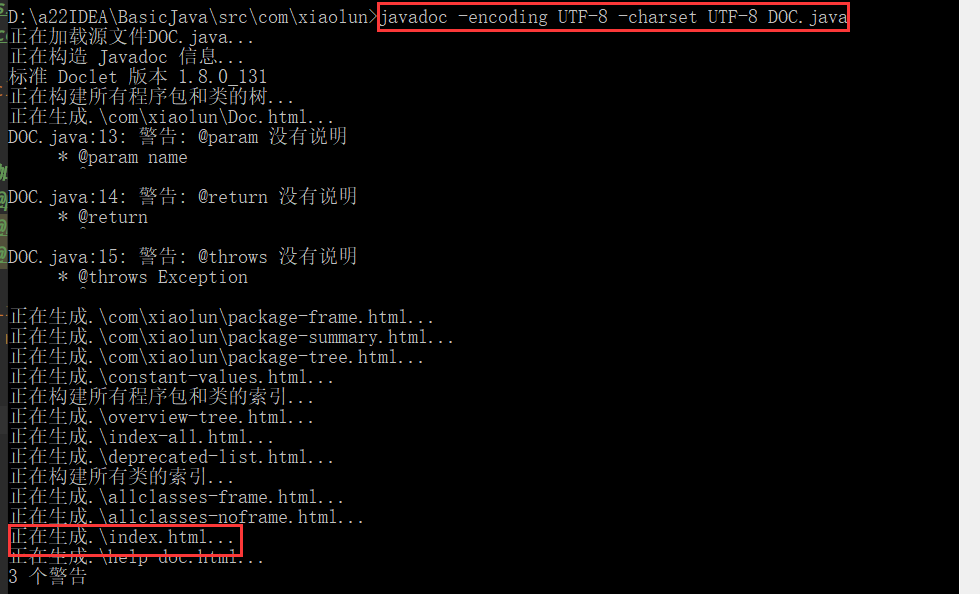 D:\a22IDEA\BasicJava\src\com\xiaolun>javadoc -encoding UTF-8 -charset UTF-8 DOC.java
正在加载源文件DOC.java...
正在构造 Javadoc 信息...
标准 Doclet 版本 1.8.0_131
正在构建所有程序包和类的树...
正在生成.\com\xiaolun\Doc.html...
DOC.java:13: 警告: @param 没有说明
     * @param name
       ^
DOC.java:14: 警告: @return 没有说明
     * @return
       ^
DOC.java:15: 警告: @throws 没有说明
     * @throws Exception
       ^
正在生成.\com\xiaolun\package-frame.html...
正在生成.\com\xiaolun\package-summary.html...
正在生成.\com\xiaolun\package-tree.html...
正在生成.\constant-values.html...
正在构建所有程序包和类的索引...
正在生成.\overview-tree.html...
正在生成.\index-all.html...
正在生成.\deprecated-list.html...
正在构建所有类的索引...
正在生成.\allclasses-frame.html...
正在生成.\allclasses-noframe.html...
正在生成.\index.html...
正在生成.\help-doc.html...
3 个警告